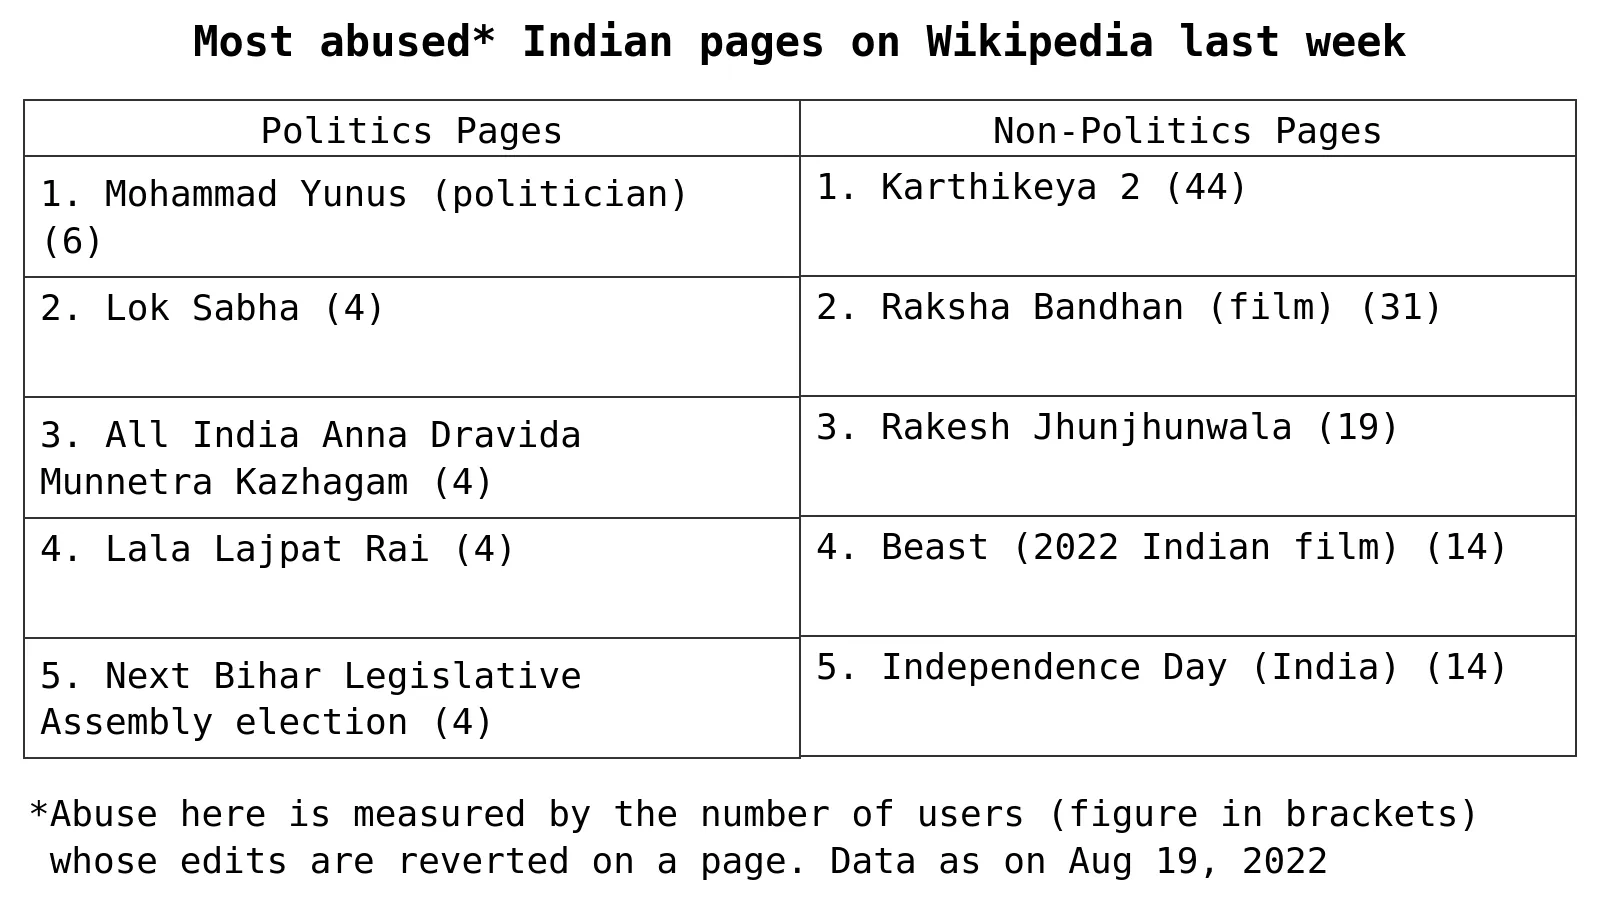 Most abused* Indian pages on Wikipedia last week
Politics Pages
1. Mohammad Yunus (politician)
(6)
2. Lok Sabha (4)
3. All India Anna Dravida
Munnetra Kazhagam (4)
4. Lala Lajpat Rai (4)
5. Next Bihar Legislative
Assembly election (4)
Non-Politics Pages
1. Karthikeya 2 (44)
2. Raksha Bandhan (film) (31)
3. Rakesh Jhunjhunwala (19)
4. Beast (2022 Indian film) (14)
5. Independence Day (India) (14)
*Abuse here is measured by the number of users (figure in brackets)
whose edits are reverted on a page. Data as on Aug 19, 2022